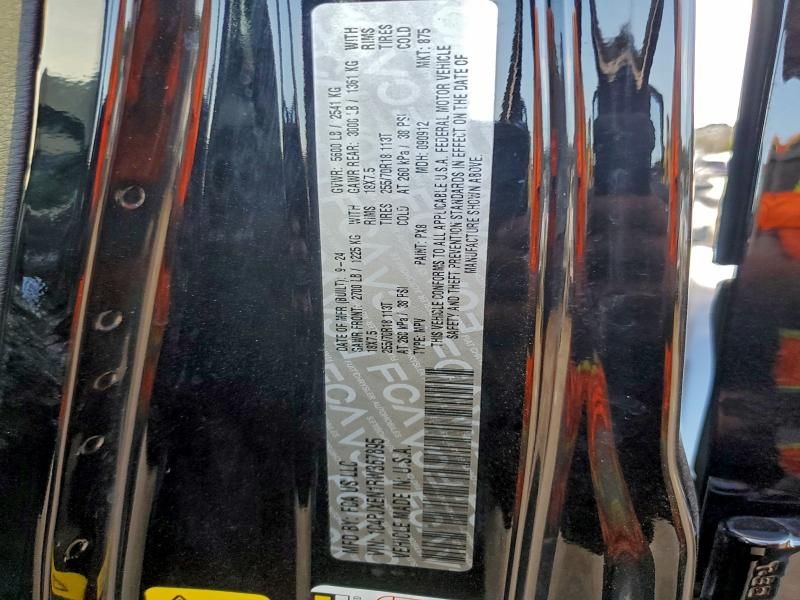 MFD BY FCA US LLC
DATE OF MFR (BUILT): 9-24
GVWR: 5600 LB / 2541 KG
GAWR FRONT: 2700 LB / 1225 KG WITH
GAWR REAR: 3000 LB / 1361 KG WITH
18X7.5 RIMS
18X7.5 RIMS
255/70R18 113T TIRES
255/70R18 113T TIRES
AT 260 kPa / 38 PSI COLD
AT 260 kPa / 38 PSI COLD
VEHICLE MADE IN U.S.A.
TYPE: MPV
PAINT: PX8
MDH: 090912
MKT: 875
THIS VEHICLE CONFORMS TO ALL APPLICABLE U.S.A. FEDERAL MOTOR VEHICLE
SAFETY AND THEFT PREVENTION STANDARDS IN EFFECT ON THE DATE OF
MANUFACTURE SHOWN ABOVE.
Jeep